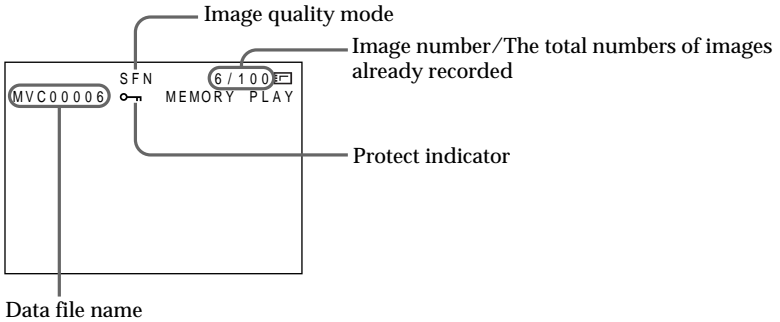 Image quality mode
Image number/The total numbers of images
already recorded
SFN
6/100
MVC00006
MEMORY PLAY
Protect indicator
Data file name